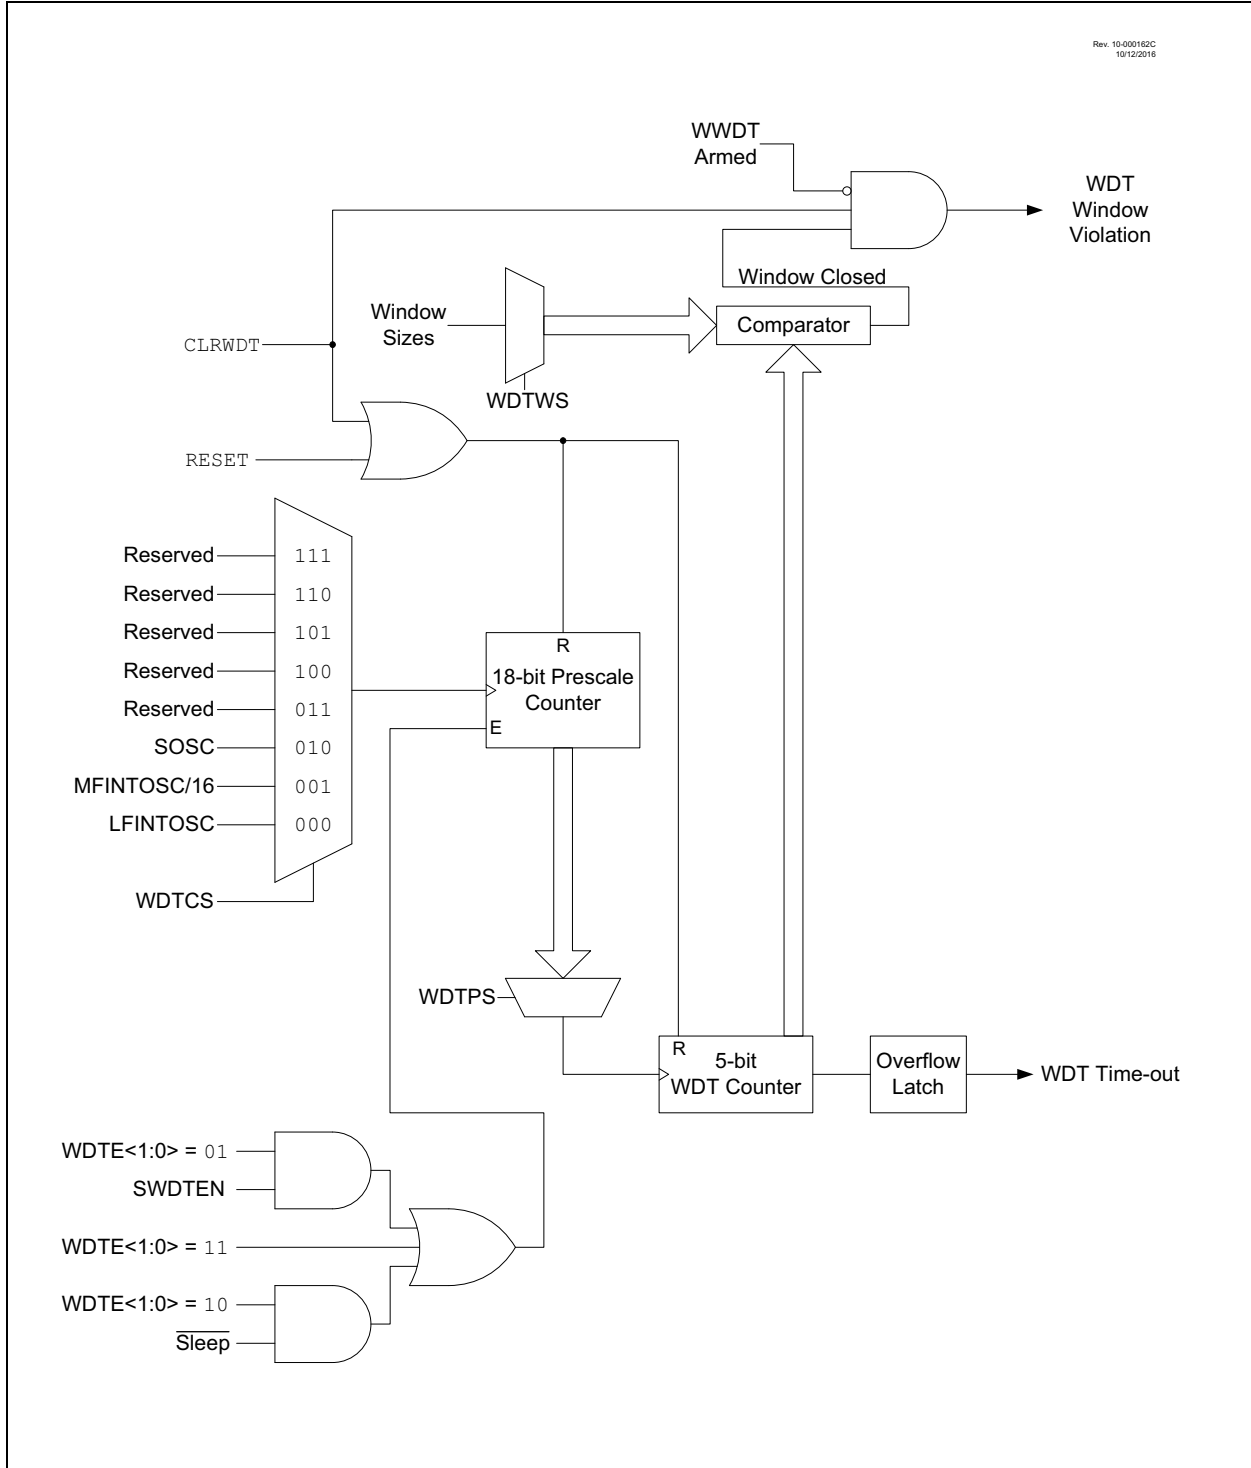 Rev. 10-000162C
10/12/2016
WWDT
Armed
WDT
Window
Violation
Window Closed
Window
Sizes
Comparator
CLRWDT
WDTWS
RESET
Reserved 111
Reserved 110
Reserved 101
Reserved 100
Reserved 011
SOSC 010
MFINTOSC/16 001
LFINTOSC 000
WDTCS
R
18-bit Prescale
Counter
E
WDTPS
R
5-bit
WDT Counter
Overflow
Latch
WDT Time-out
WDTE<1:0> = 01
SWDTEN
WDTE<1:0> = 11
WDTE<1:0> = 10
Sleep